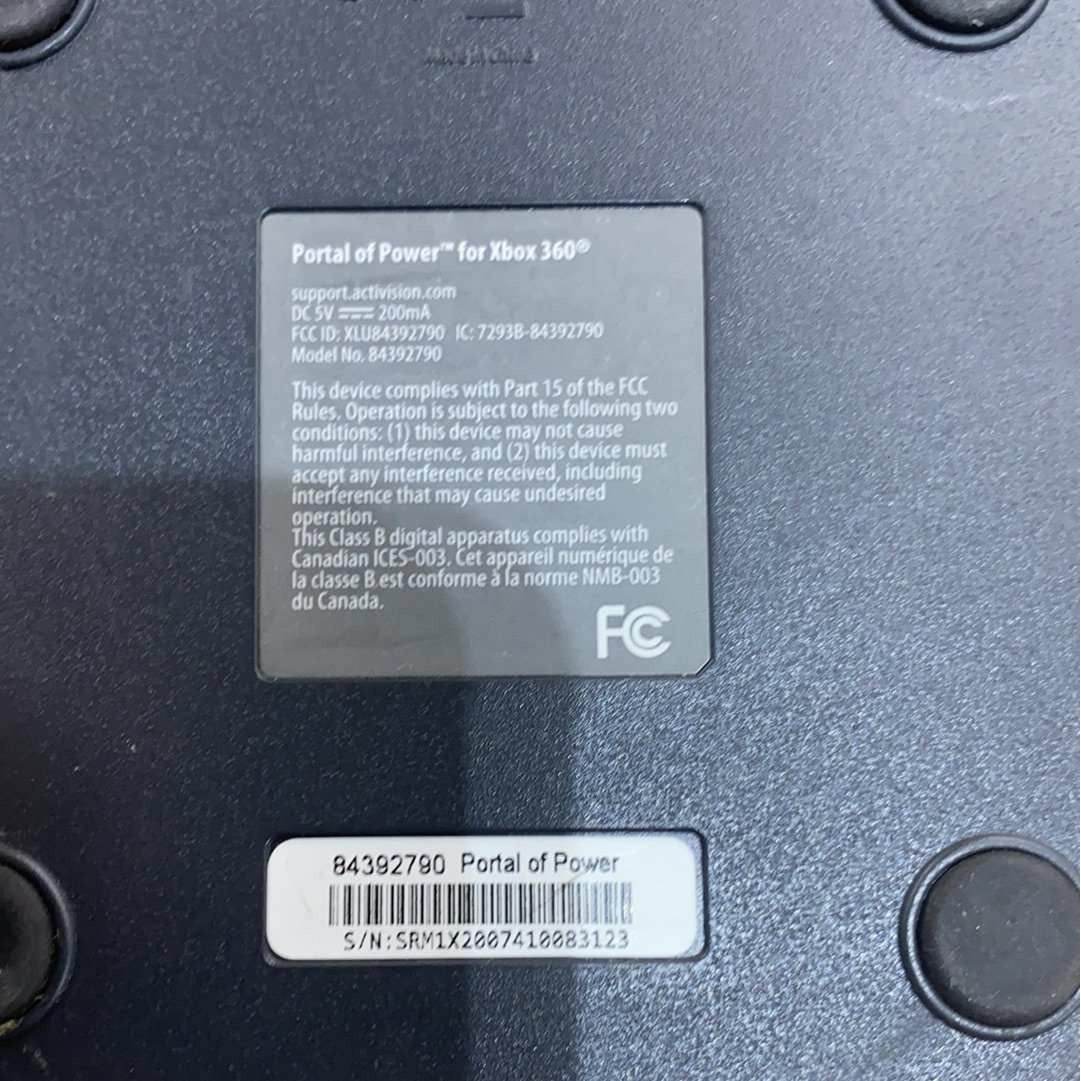 Portal of Power™ for Xbox 360®
support.activision.com
DC 5V ⎓ 200mA
FCC ID: XLU84392790 IC: 7293B-84392790
Model No. 84392790
This device complies with Part 15 of the FCC
Rules. Operation is subject to the following two
conditions: (1) this device may not cause
harmful interference, and (2) this device must
accept any interference received, including
interference that may cause undesired
operation.
This Class B digital apparatus complies with
Canadian ICES-003. Cet appareil numérique de
la classe B est conforme à la norme NMB-003
du Canada.
FC
84392790 Portal of Power
S/N:SRM1X2007410083123